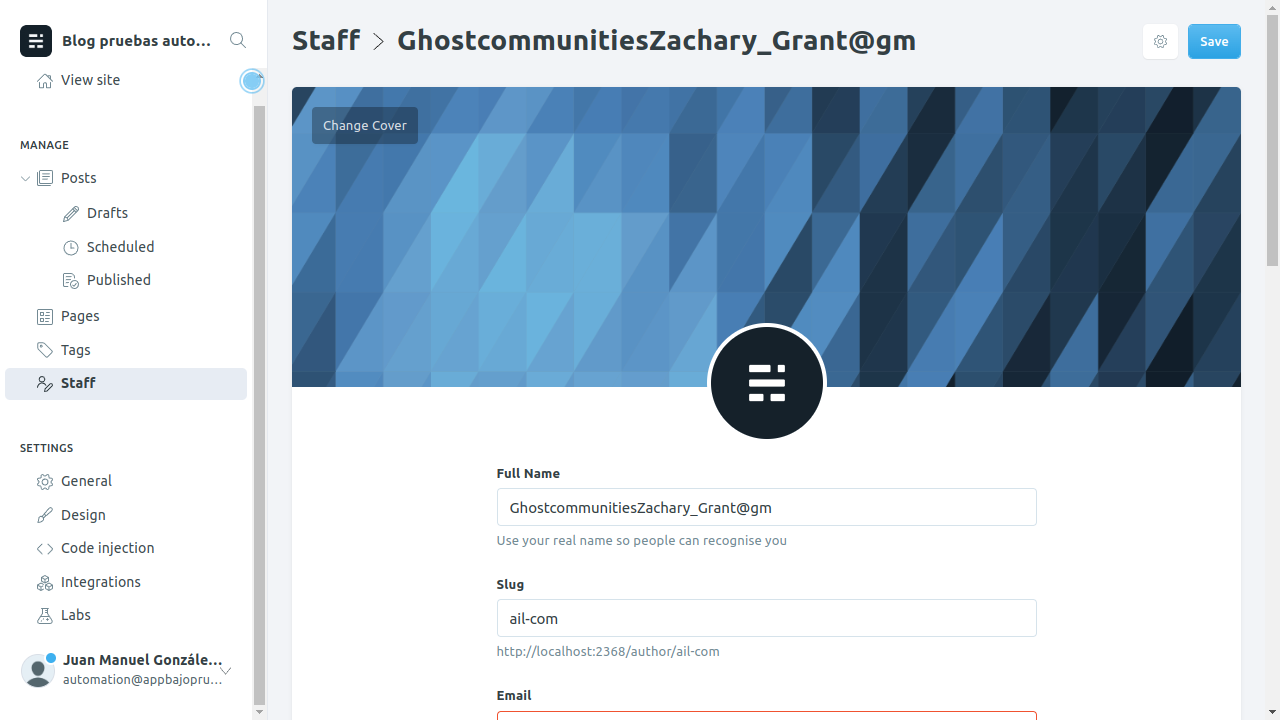 Blog pruebas auto...
View site
MANAGE
Posts
Drafts
Scheduled
Published
Pages
Tags
Staff
SETTINGS
General
Design
Code injection
Integrations
Labs
Juan Manuel Gonzále...
automation@appbajopru...
Staff > GhostcommunitiesZachary_Grant@gm
Save
Change Cover
Full Name
GhostcommunitiesZachary_Grant@gm
Use your real name so people can recognise you
Slug
ail-com
http://localhost:2368/author/ail-com
Email